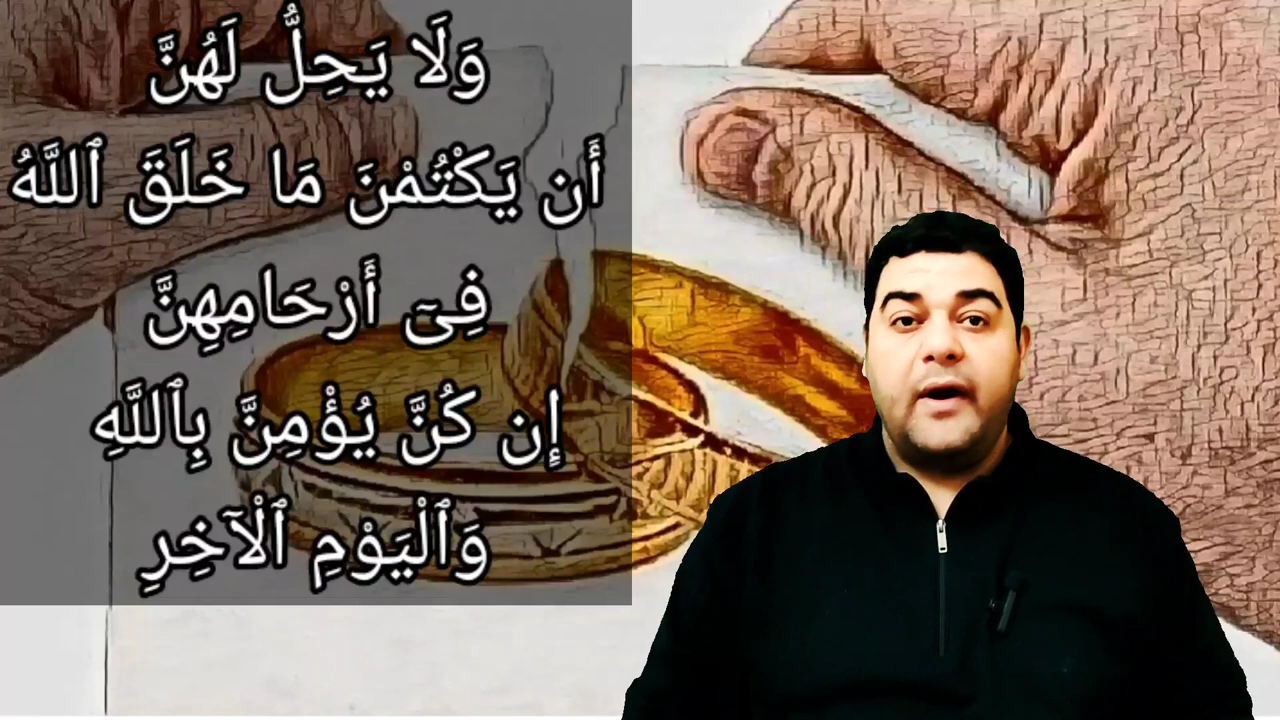 وَلَا يَحِلُّ لَهُنَّ
أَن يَكْتُمْنَ مَا خَلَقَ ٱللَّهُ
فِىٓ أَرْحَامِهِنَّ
إِن كُنَّ يُؤْمِنَّ بِٱللَّهِ
وَٱلْيَوْمِ ٱلْآخِرِ